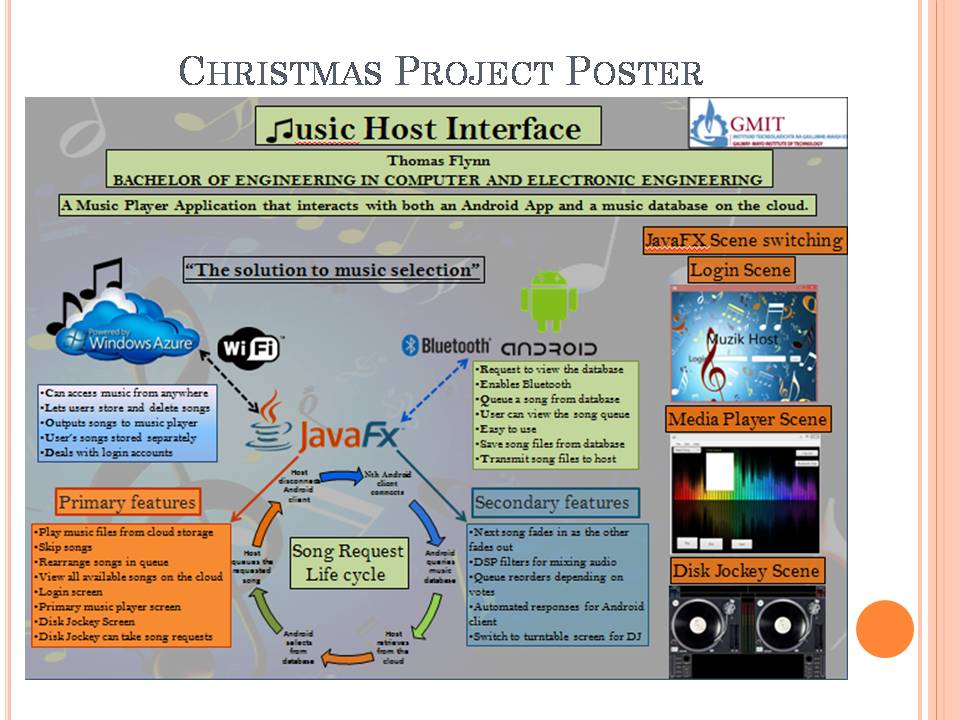 CHRISTMAS PROJECT POSTER
usic Host Interface
GMIT
INSTITIUID TEICNEOLAÍOCHTA NA GAILLIMHE-MAIGH EO
GALWAY-MAYO INSTITUTE OF TECHNOLOGY
Thomas Flynn
BACHELOR OF ENGINEERING IN COMPUTER AND ELECTRONIC ENGINEERING
A Music Player Application that interacts with both an Android App and a music database on the cloud.
"The solution to music selection"
Powered by
Windows Azure
WiFi
Bluetooth
ANDROID
•Can access music from anywhere
•Lets users store and delete songs
•Outputs songs to music player
•User's songs stored separately
•Deals with login accounts
JavaFX
•Request to view the database
•Enables Bluetooth
•Queue a song from database
•User can view the song queue
•Easy to use
•Save song files from database
•Transmit song files to host
Primary features
•Play music files from cloud storage
•Skip songs
•Rearrange songs in queue
•View all available songs on the cloud
•Login screen
•Primary music player screen
•Disk Jockey Screen
•Disk Jockey can take song requests
Song Request
Life cycle
Nth Android
client
connects
Android
queries
music
database
Host
retrieves
from the
cloud
Android
selects
from
database
Host
queues the
requested
song
Host
disconnects
Android
client
Secondary features
•Next song fades in as the other
fades out
•DSP filters for mixing audio
•Queue reorders depending on
votes
•Automated responses for Android
client
•Switch to turntable screen for DJ
JavaFX Scene switching
Login Scene
Muzik Host
Login
Media Player Scene
Disk Jockey Scene